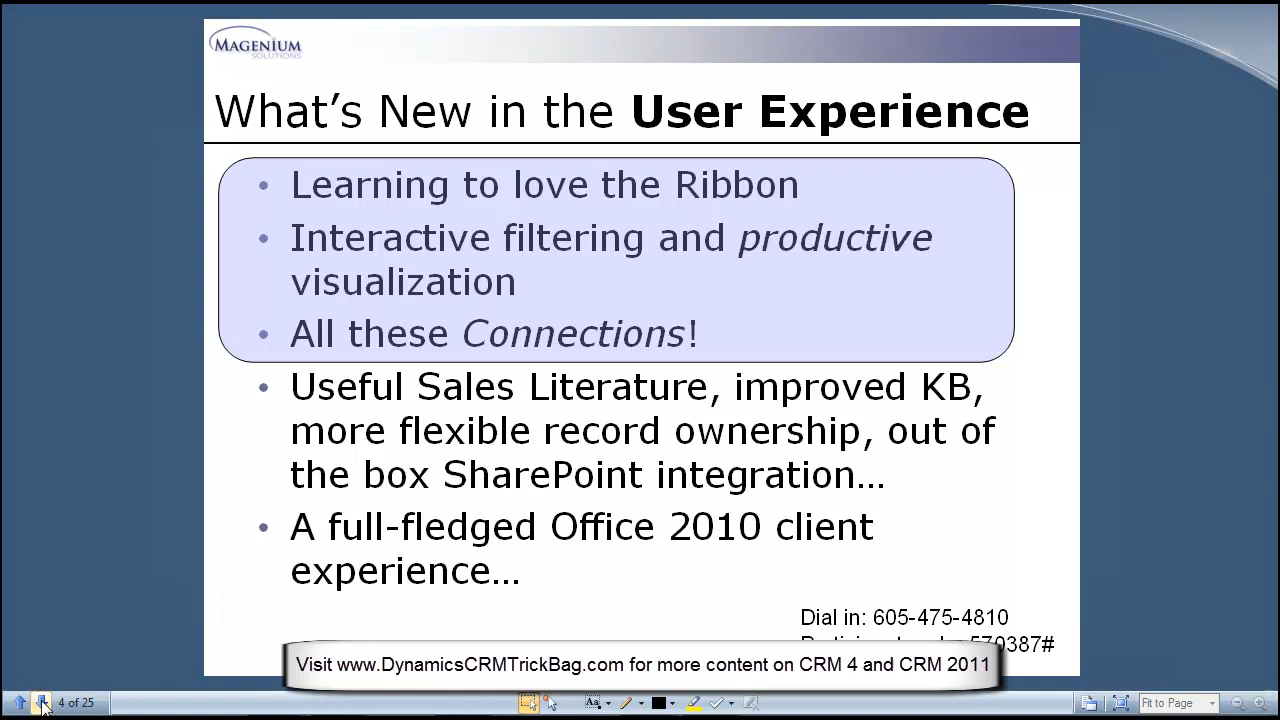 MAGENIUM
SOLUTIONS
What's New in the User Experience
• Learning to love the Ribbon
• Interactive filtering and productive
visualization
• All these Connections!
• Useful Sales Literature, improved KB,
more flexible record ownership, out of
the box SharePoint integration…
• A full-fledged Office 2010 client
experience…
Dial in: 605-475-4810
570387#
Visit www.DynamicsCRMTrickBag.com for more content on CRM 4 and CRM 2011
4 of 25
Aa
Fit to Page